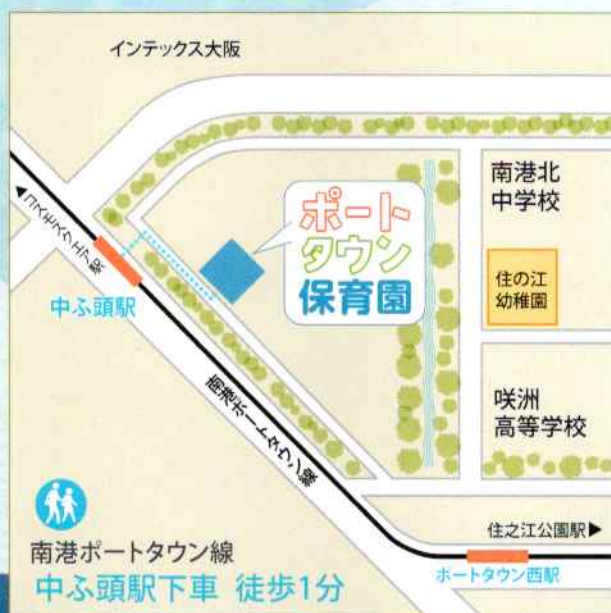 インテックス大阪
南港北
中学校
ポート
タウン
保育園
◀コスモスクエア駅
住の江
幼稚園
中ふ頭駅
南港ポートタウン線
咲洲
高等学校
住之江公園駅▶
南港ポートタウン線
中ふ頭駅下車 徒歩1分
ポートタウン西駅